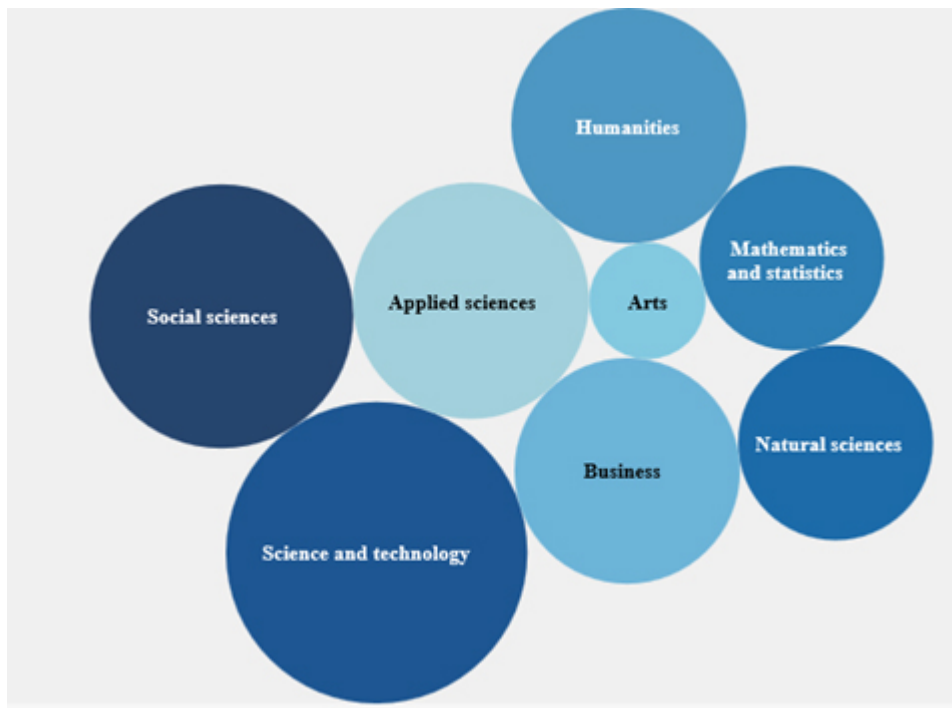 Humanities
Mathematics
and statistics
Social sciences
Applied sciences
Arts
Natural sciences
Business
Science and technology